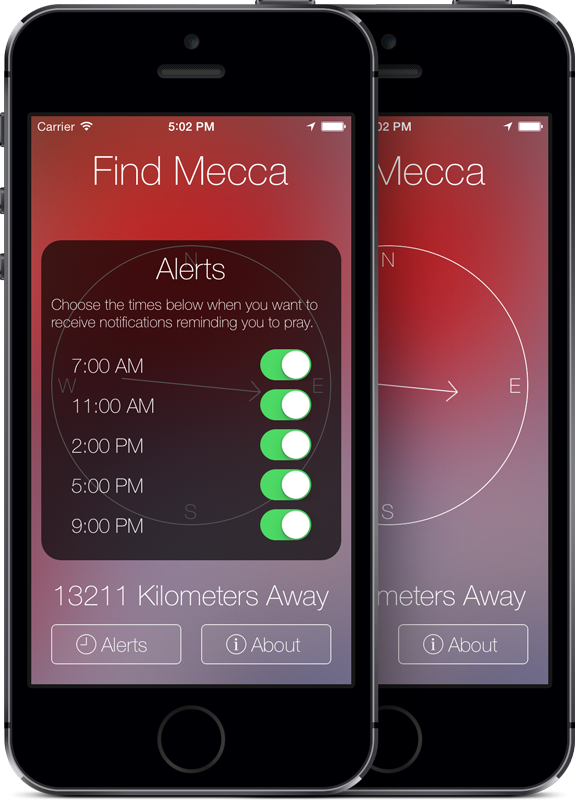 Carrier 5:02 PM
Find Mecca
N
Alerts
Choose the times below when you want to
receive notifications reminding you to pray.
7:00 AM
W
E
11:00 AM
2:00 PM
5:00 PM
S
9:00 PM
13211 Kilometers Away
Alerts
About
02 PM
Mecca
N
E
S
meters Away
About